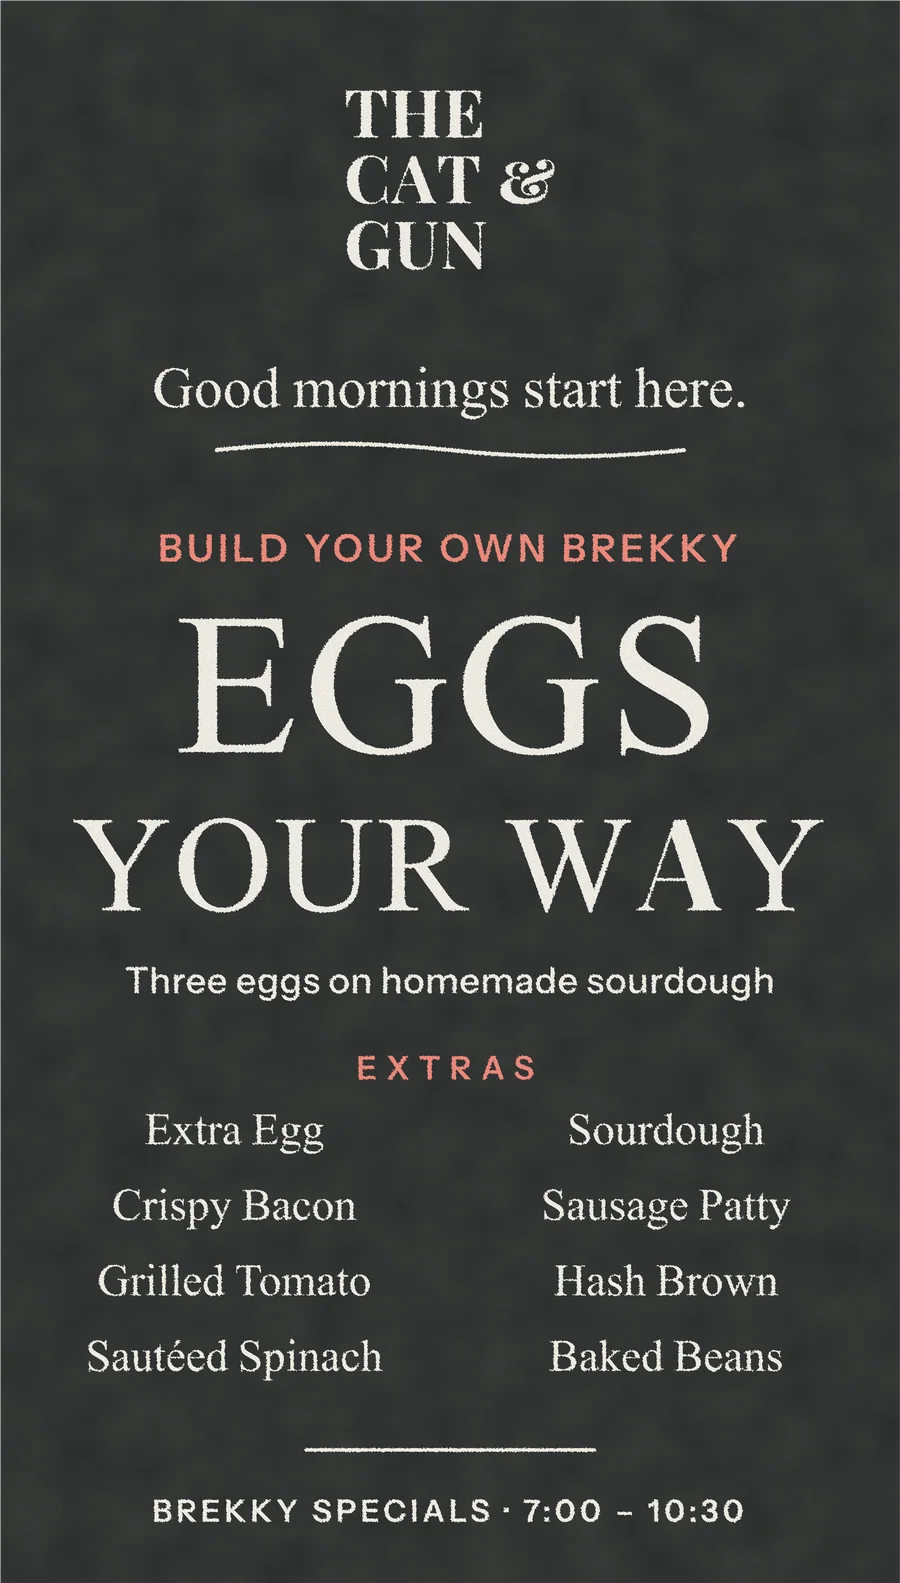 THE
CAT &
GUN
Good mornings start here.
BUILD YOUR OWN BREKKY
EGGS
YOUR WAY
Three eggs on homemade sourdough
EXTRAS
Extra Egg
Sourdough
Crispy Bacon
Sausage Patty
Grilled Tomato
Hash Brown
Sautéed Spinach
Baked Beans
BREKKY SPECIALS · 7:00 – 10:30